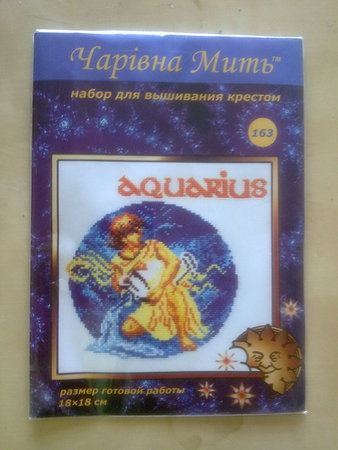 Чарівна Мить™
набор для вышивания крестом
163
AQUARIUS
размер готовой работы
18×18 см